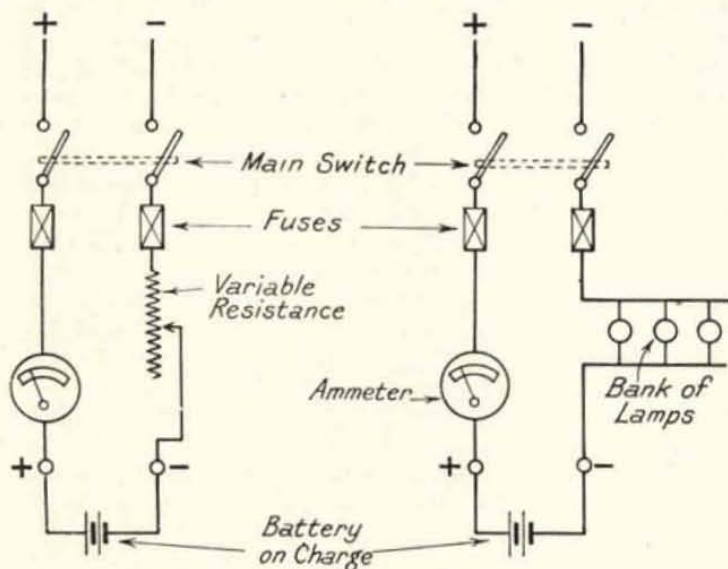 + − + −
Main Switch
Fuses
Variable
Resistance
Ammeter
Bank of
Lamps
+ − + −
Battery
on Charge